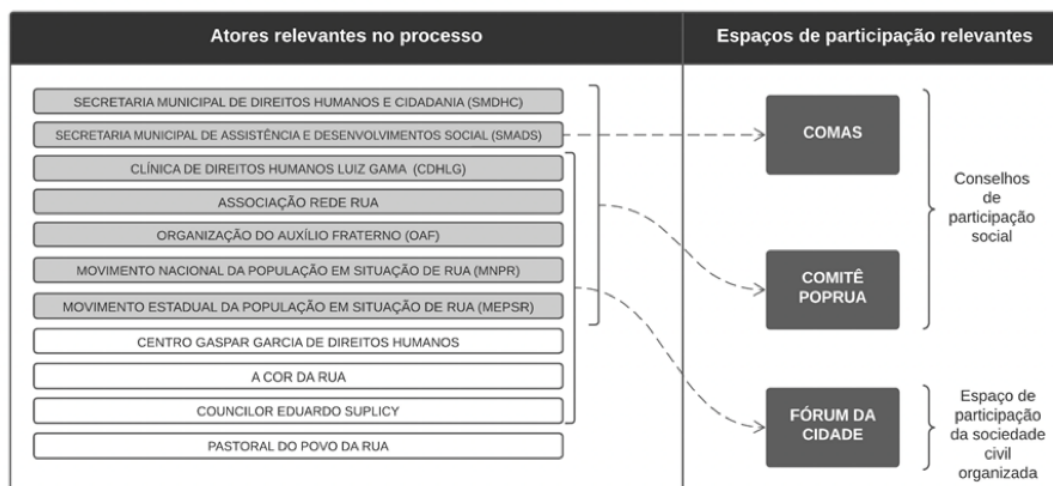 Atores relevantes no processo
Espaços de participação relevantes
SECRETARIA MUNICIPAL DE DIREITOS HUMANOS E CIDADANIA (SMDHC)
SECRETARIA MUNICIPAL DE ASSISTÊNCIA E DESENVOLVIMENTOS SOCIAL (SMADS)
CLÍNICA DE DIREITOS HUMANOS LUIZ GAMA (CDHLG)
ASSOCIAÇÃO REDE RUA
ORGANIZAÇÃO DO AUXÍLIO FRATERNO (OAF)
MOVIMENTO NACIONAL DA POPULAÇÃO EM SITUAÇÃO DE RUA (MNPR)
MOVIMENTO ESTADUAL DA POPULAÇÃO EM SITUAÇÃO DE RUA (MEPSR)
CENTRO GASPAR GARCIA DE DIREITOS HUMANOS
A COR DA RUA
COUNCILOR EDUARDO SUPLICY
PASTORAL DO POVO DA RUA
COMAS
COMITÊ
POPRUA
Conselhos
de
participação
social
FÓRUM DA
CIDADE
Espaço de
participação
da sociedade
civil
organizada